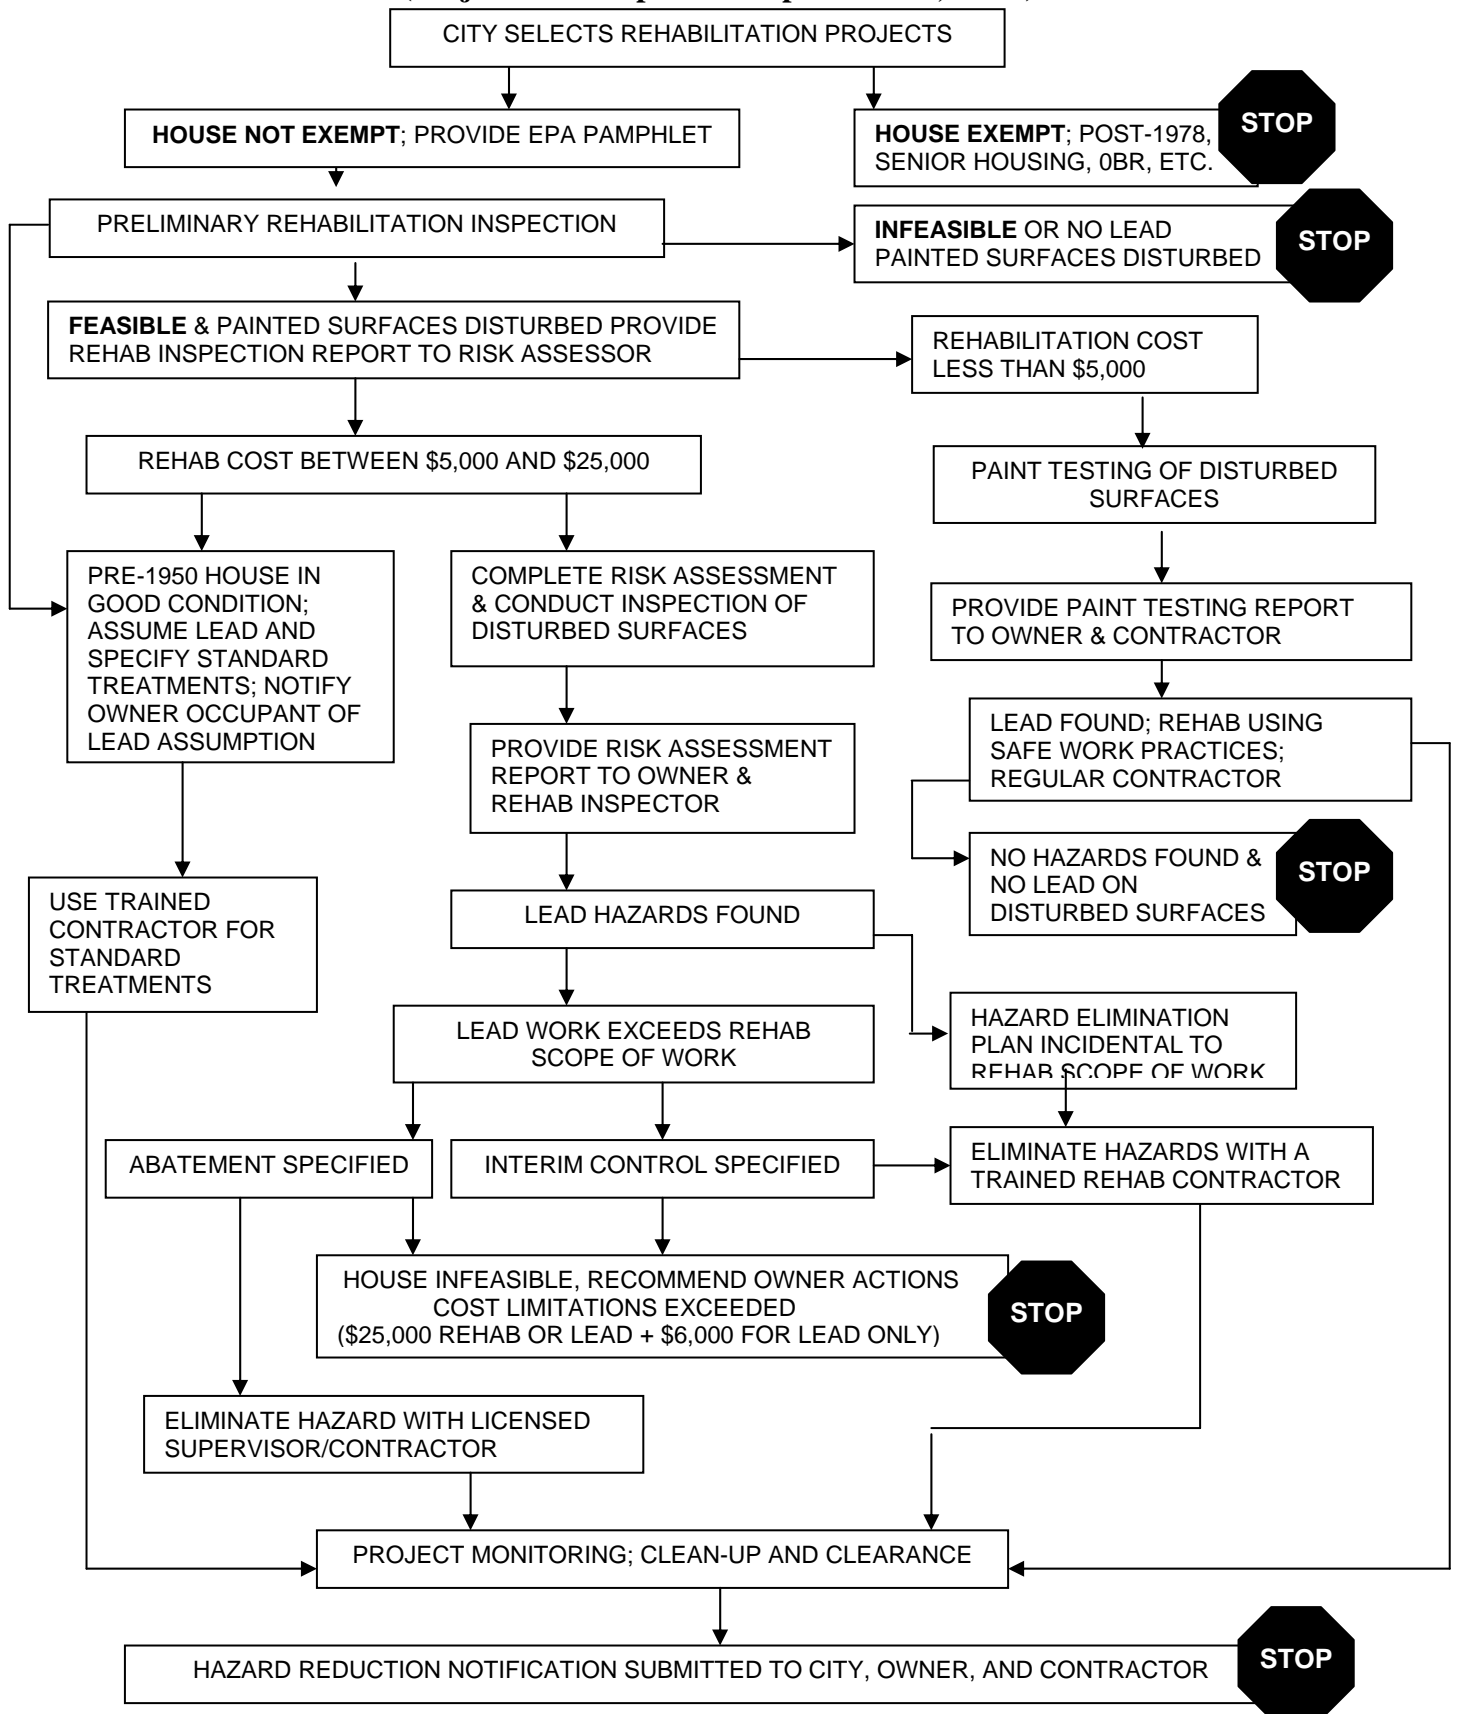 CITY SELECTS REHABILITATION PROJECTS
HOUSE NOT EXEMPT; PROVIDE EPA PAMPHLET
HOUSE EXEMPT; POST-1978,
SENIOR HOUSING, 0BR, ETC.
STOP
PRELIMINARY REHABILITATION INSPECTION
INFEASIBLE OR NO LEAD
PAINTED SURFACES DISTURBED
STOP
FEASIBLE & PAINTED SURFACES DISTURBED PROVIDE
REHAB INSPECTION REPORT TO RISK ASSESSOR
REHABILITATION COST
LESS THAN $5,000
REHAB COST BETWEEN $5,000 AND $25,000
PAINT TESTING OF DISTURBED
SURFACES
PRE-1950 HOUSE IN
GOOD CONDITION;
ASSUME LEAD AND
SPECIFY STANDARD
TREATMENTS; NOTIFY
OWNER OCCUPANT OF
LEAD ASSUMPTION
COMPLETE RISK ASSESSMENT
& CONDUCT INSPECTION OF
DISTURBED SURFACES
PROVIDE PAINT TESTING REPORT
TO OWNER & CONTRACTOR
PROVIDE RISK ASSESSMENT
REPORT TO OWNER &
REHAB INSPECTOR
LEAD FOUND; REHAB USING
SAFE WORK PRACTICES;
REGULAR CONTRACTOR
NO HAZARDS FOUND &
NO LEAD ON
DISTURBED SURFACES
STOP
USE TRAINED
CONTRACTOR FOR
STANDARD
TREATMENTS
LEAD HAZARDS FOUND
LEAD WORK EXCEEDS REHAB
SCOPE OF WORK
HAZARD ELIMINATION
PLAN INCIDENTAL TO
REHAB SCOPE OF WORK
ABATEMENT SPECIFIED
INTERIM CONTROL SPECIFIED
ELIMINATE HAZARDS WITH A
TRAINED REHAB CONTRACTOR
HOUSE INFEASIBLE, RECOMMEND OWNER ACTIONS
COST LIMITATIONS EXCEEDED
($25,000 REHAB OR LEAD + $6,000 FOR LEAD ONLY)
STOP
ELIMINATE HAZARD WITH LICENSED
SUPERVISOR/CONTRACTOR
PROJECT MONITORING; CLEAN-UP AND CLEARANCE
HAZARD REDUCTION NOTIFICATION SUBMITTED TO CITY, OWNER, AND CONTRACTOR
STOP